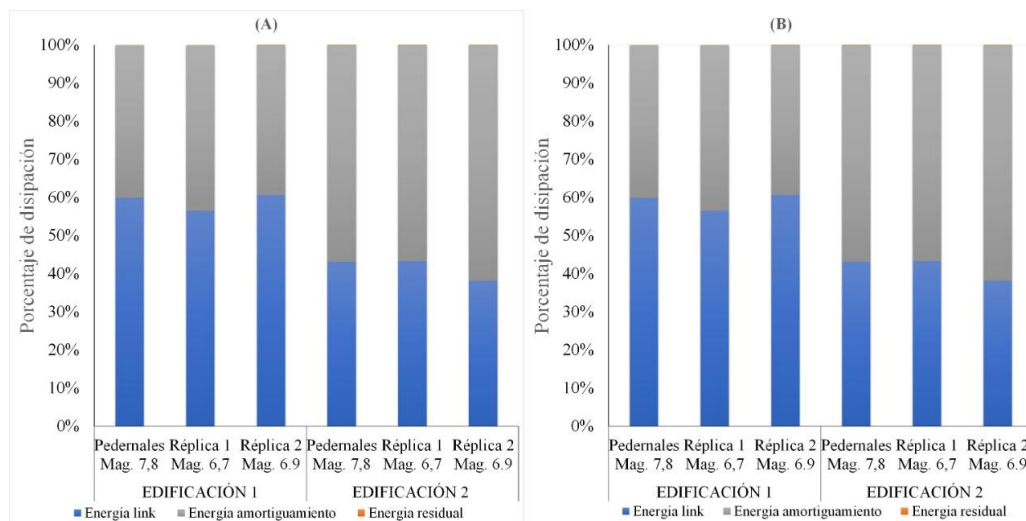 (A)
Porcentaje de disipación
100%
90%
80%
70%
60%
50%
40%
30%
20%
10%
0%
Pedernales Réplica 1 Réplica 2 Pedernales Réplica 1 Réplica 2
Mag. 7,8 Mag. 6,7 Mag. 6.9 Mag. 7,8 Mag. 6,7 Mag. 6.9
EDIFICACIÓN 1 EDIFICACIÓN 2
Energía link Energía amortiguamiento Energía residual
(B)
Porcentaje de disipación
100%
90%
80%
70%
60%
50%
40%
30%
20%
10%
0%
Pedernales Réplica 1 Réplica 2 Pedernales Réplica 1 Réplica 2
Mag. 7,8 Mag. 6,7 Mag. 6.9 Mag. 7,8 Mag. 6,7 Mag. 6.9
EDIFICACIÓN 1 EDIFICACIÓN 2
Energía link Energía amortiguamiento Energía residual